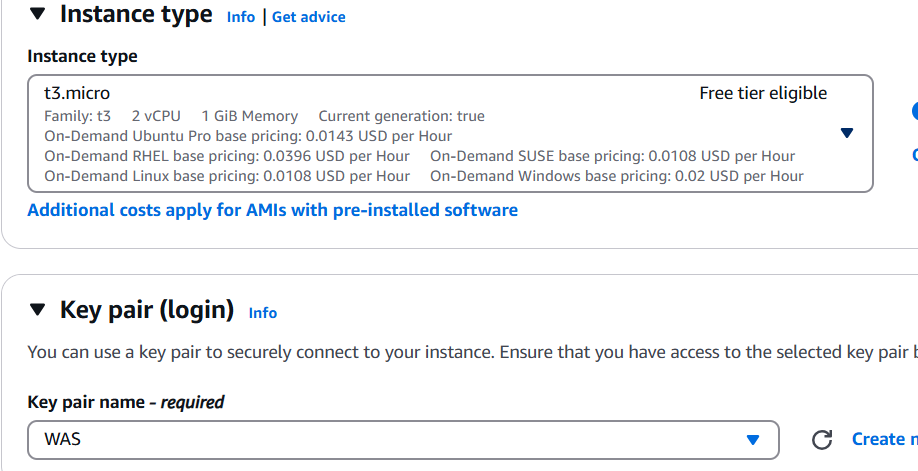 Instance type Info | Get advice
Instance type
t3.micro Free tier eligible
Family: t3 2 vCPU 1 GiB Memory Current generation: true
On-Demand Ubuntu Pro base pricing: 0.0143 USD per Hour
On-Demand RHEL base pricing: 0.0396 USD per Hour On-Demand SUSE base pricing: 0.0108 USD per Hour
On-Demand Linux base pricing: 0.0108 USD per Hour On-Demand Windows base pricing: 0.02 USD per Hour
Additional costs apply for AMIs with pre-installed software
Key pair (login) Info
You can use a key pair to securely connect to your instance. Ensure that you have access to the selected key pair
Key pair name - required
WAS
Create